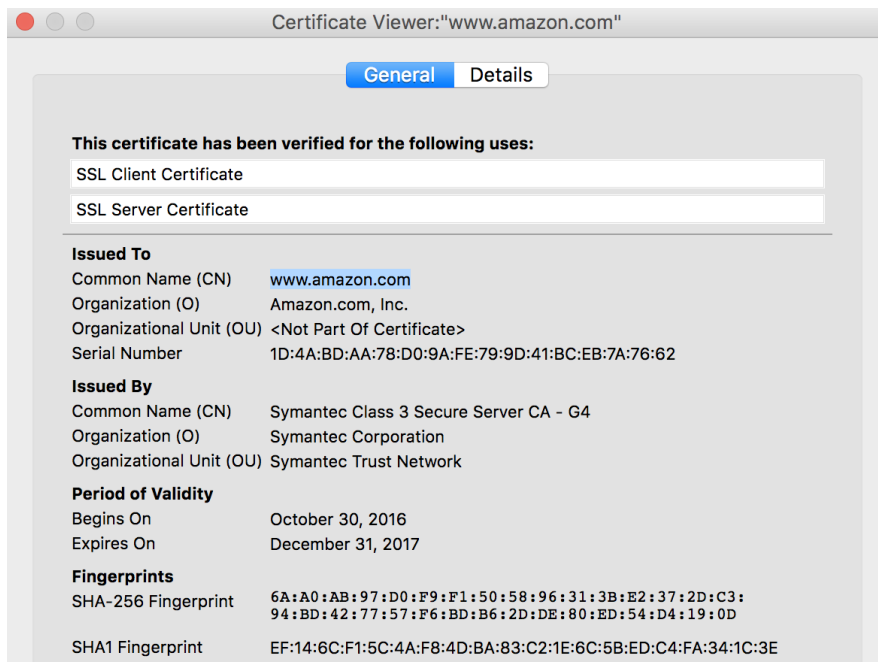 Certificate Viewer:"www.amazon.com"
General Details
This certificate has been verified for the following uses:
SSL Client Certificate
SSL Server Certificate
Issued To
Common Name (CN) www.amazon.com
Organization (O) Amazon.com, Inc.
Organizational Unit (OU) <Not Part Of Certificate>
Serial Number 1D:4A:BD:AA:78:D0:9A:FE:79:9D:41:BC:EB:7A:76:62
Issued By
Common Name (CN) Symantec Class 3 Secure Server CA - G4
Organization (O) Symantec Corporation
Organizational Unit (OU) Symantec Trust Network
Period of Validity
Begins On October 30, 2016
Expires On December 31, 2017
Fingerprints
SHA-256 Fingerprint 6A:A0:AB:97:D0:F9:F1:50:58:96:31:3B:E2:37:2D:C3:
94:BD:42:77:57:F6:BD:B6:2D:DE:80:ED:54:D4:19:0D
SHA1 Fingerprint EF:14:6C:F1:5C:4A:F8:4D:BA:83:C2:1E:6C:5B:ED:C4:FA:34:1C:3E